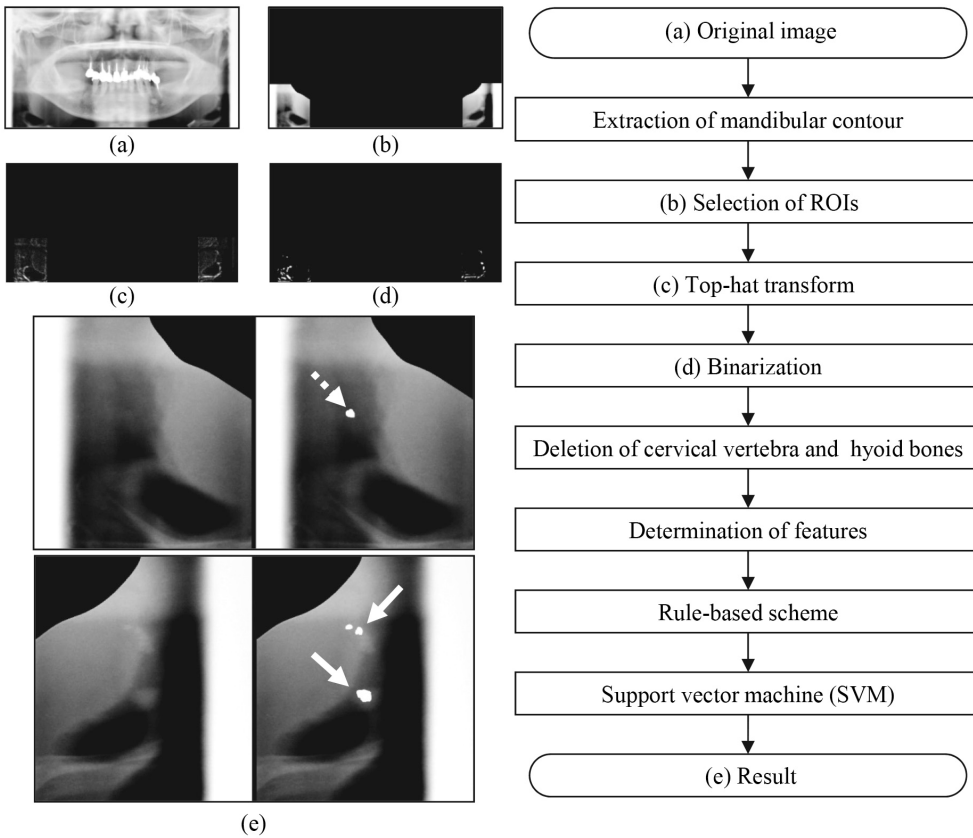 (a)
(b)
(c)
(d)
(e)
(a) Original image
Extraction of mandibular contour
(b) Selection of ROIs
(c) Top-hat transform
(d) Binarization
Deletion of cervical vertebra and hyoid bones
Determination of features
Rule-based scheme
Support vector machine (SVM)
(e) Result